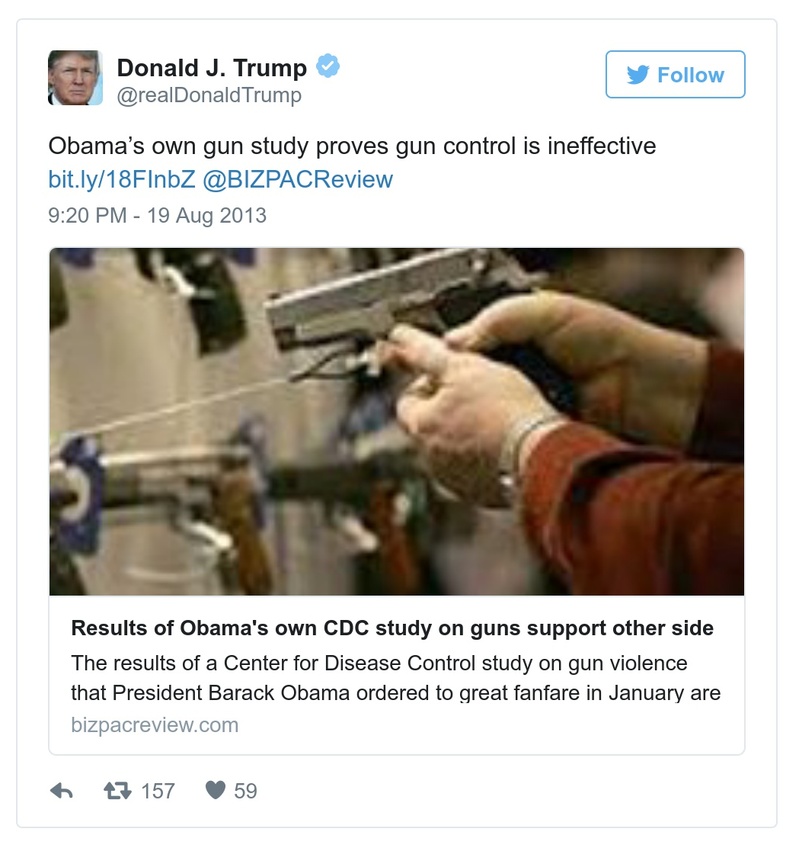 Donald J. Trump
@realDonaldTrump
Follow
Obama’s own gun study proves gun control is ineffective
bit.ly/18FInbZ @BIZPACReview
9:20 PM - 19 Aug 2013
Results of Obama's own CDC study on guns support other side
The results of a Center for Disease Control study on gun violence
that President Barack Obama ordered to great fanfare in January are
bizpacreview.com
157
59